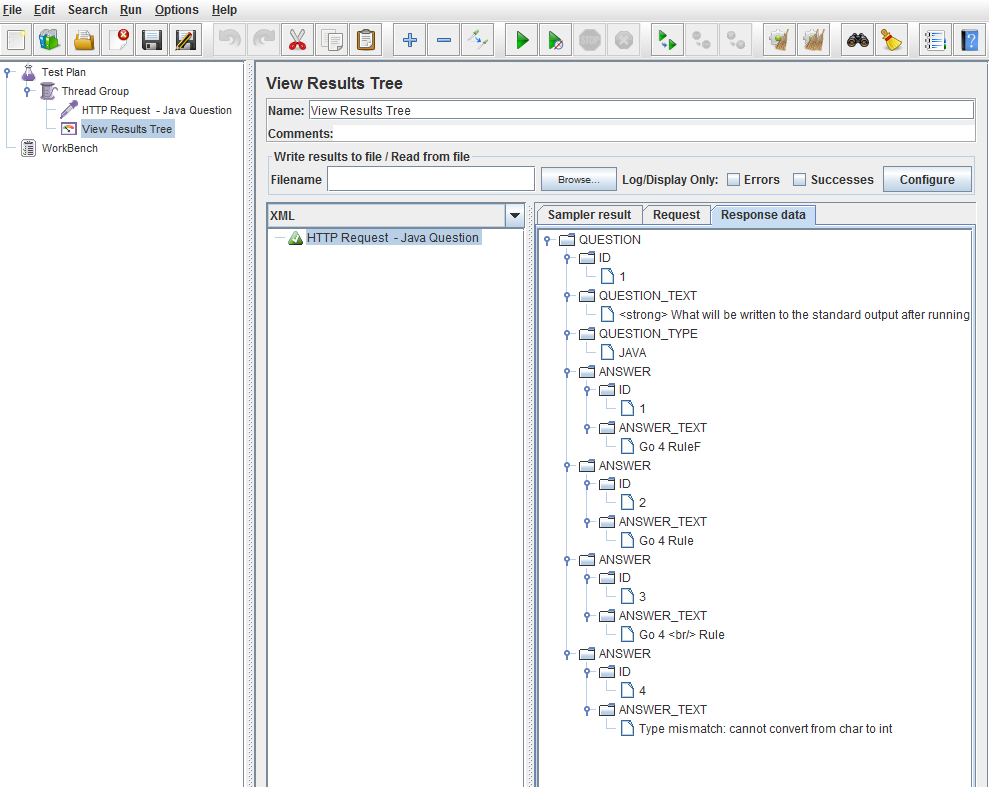 File Edit Search Run Options Help
STOP
Test Plan
Thread Group
HTTP Request  - Java Question
View Results Tree
WorkBench
View Results Tree
Name: View Results Tree
Comments:
Write results to file / Read from file
Filename Browse... Log/Display Only: Errors Successes Configure
XML
HTTP Request  - Java Question
Sampler result Request Response data
QUESTION
ID
1
QUESTION_TEXT
<strong> What will be written to the standard output after running
QUESTION_TYPE
JAVA
ANSWER
ID
1
ANSWER_TEXT
Go 4 RuleF
ANSWER
ID
2
ANSWER_TEXT
Go 4 Rule
ANSWER
ID
3
ANSWER_TEXT
Go 4 <br/> Rule
ANSWER
ID
4
ANSWER_TEXT
Type mismatch: cannot convert from char to int